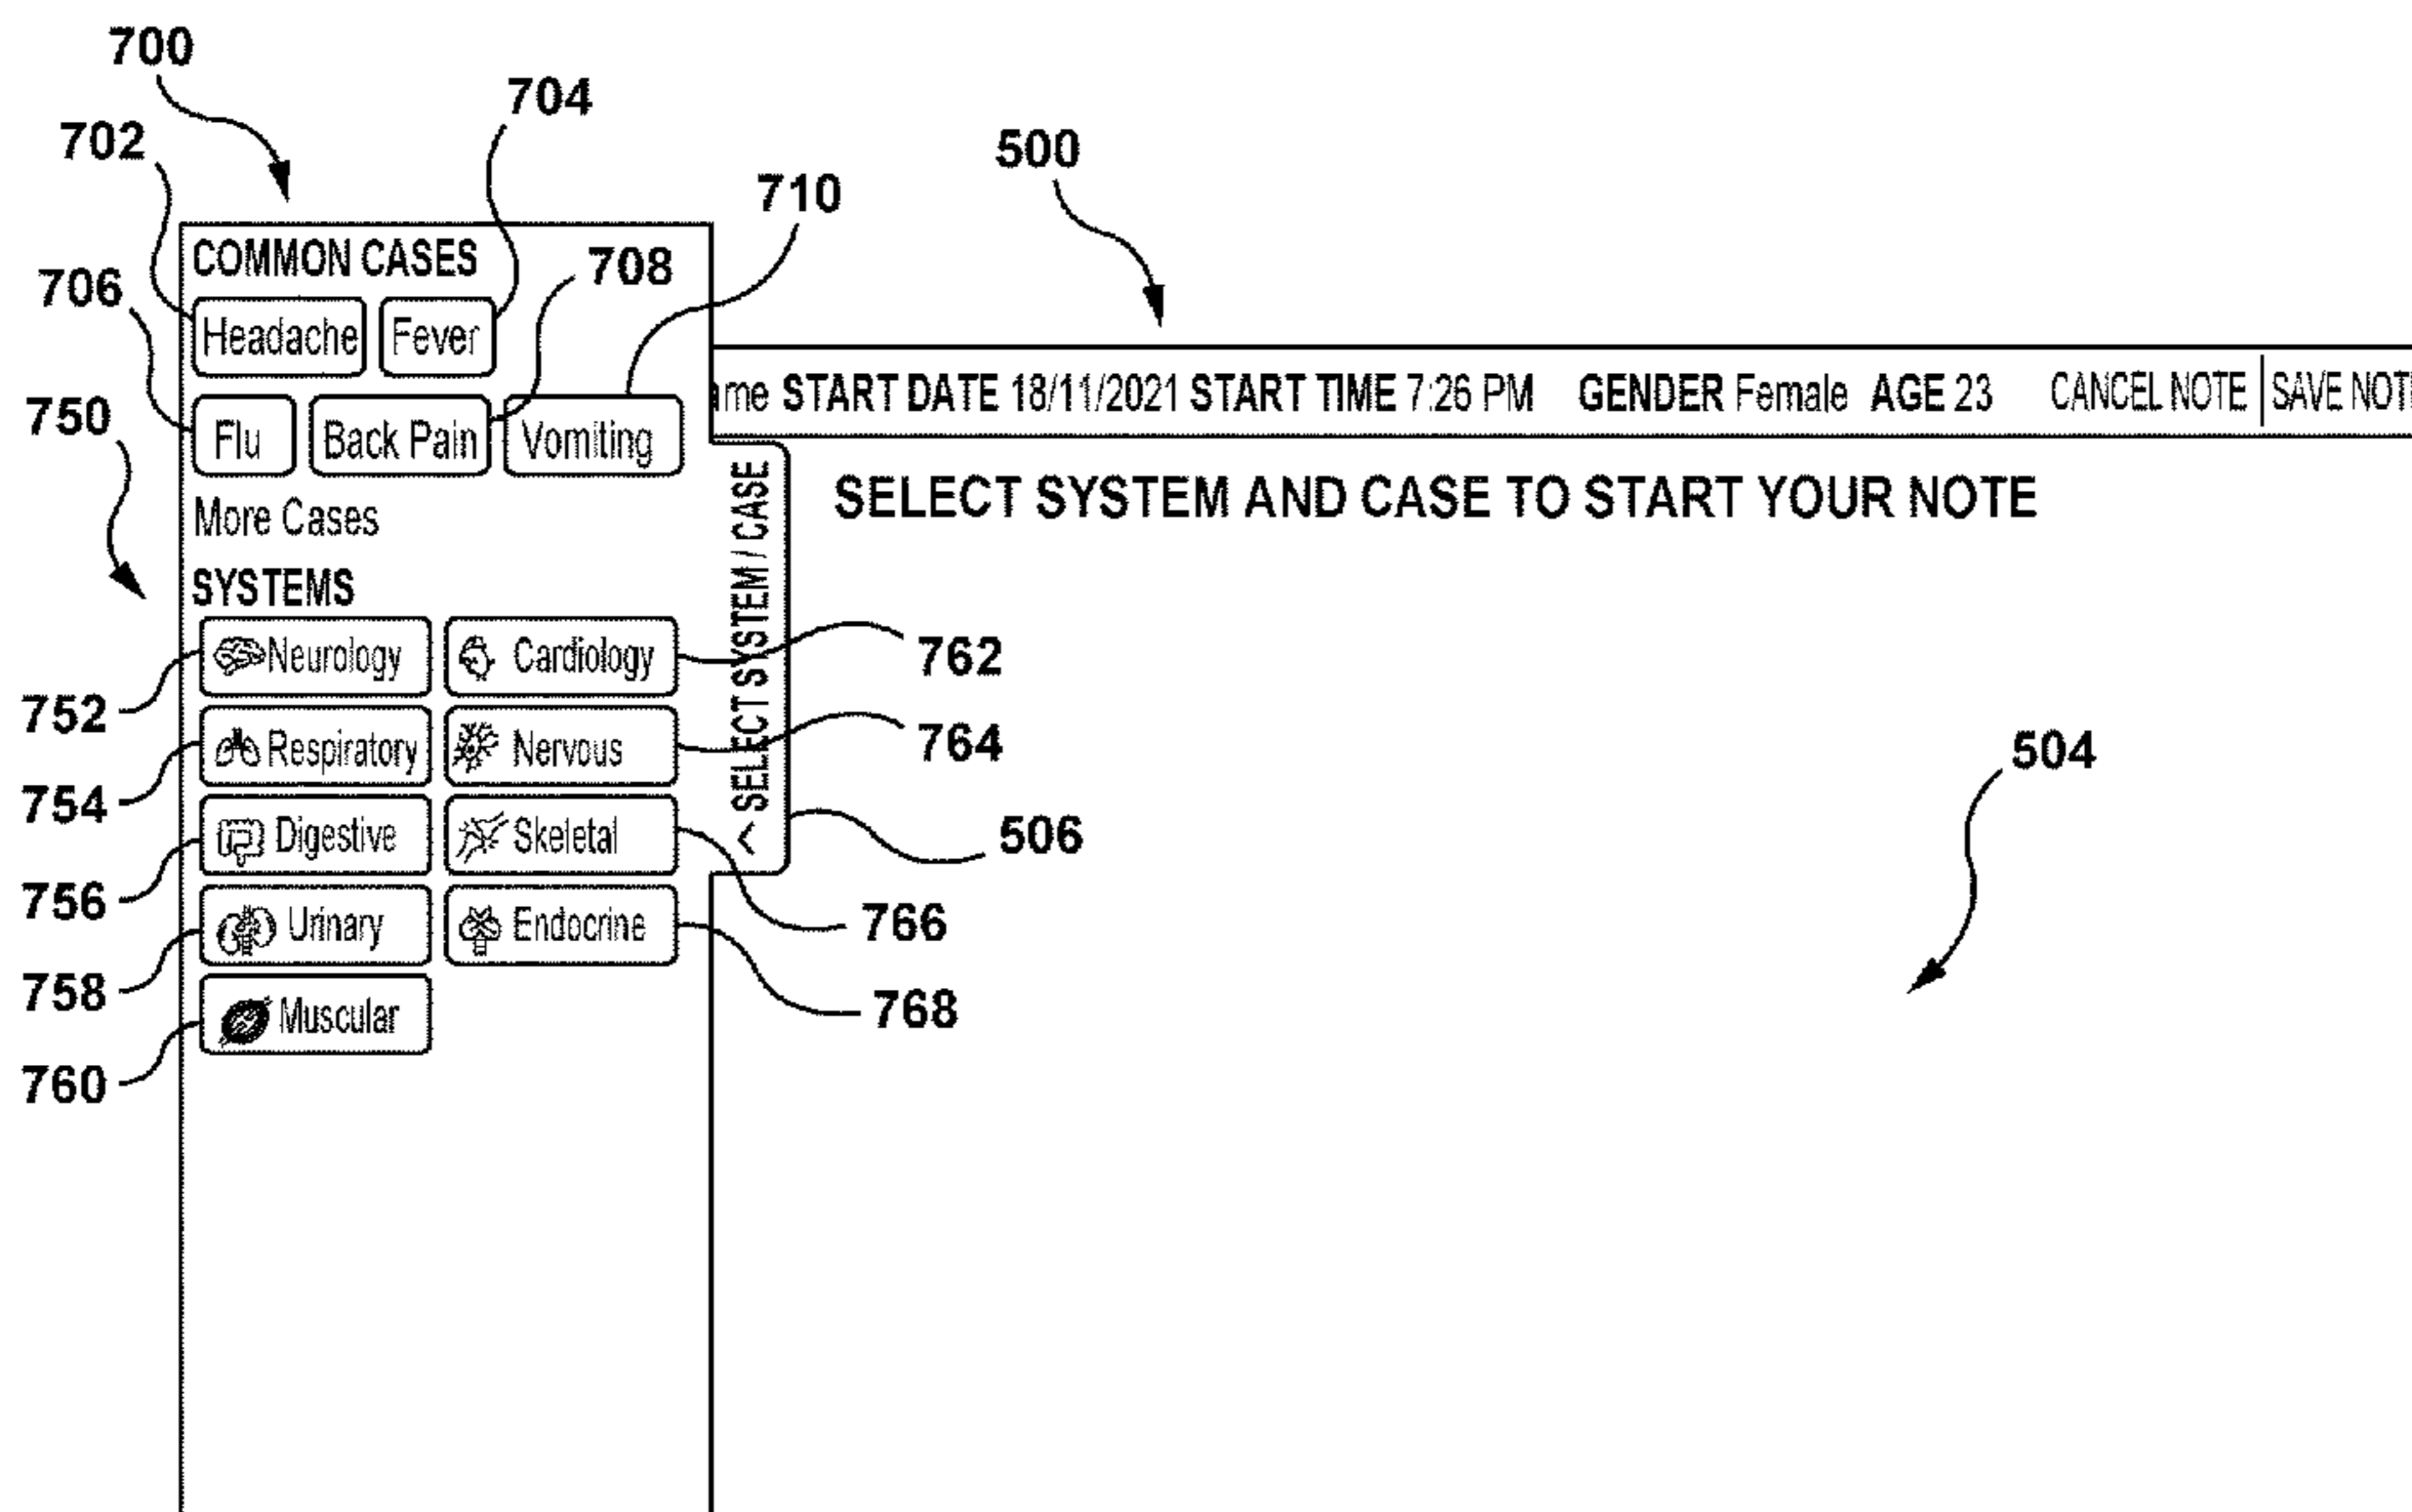 700
704
702
500
710
COMMON CASES
708
706
Headache Fever
START DATE 18/11/2021 START TIME 7:26 PM GENDER Female AGE 23 CANCEL NOTE SAVE
750
Flu Back Pain Vomiting
SELECT SYSTEM AND CASE TO START YOUR NOTE
More Cases
< SELECT SYSTEM / CASE
SYSTEMS
Neurology Cardiology
762
752
Respiratory Nervous
764
504
754
Digestive Skeletal
506
756
Urinary Endocrine
766
758
Muscular
768
760